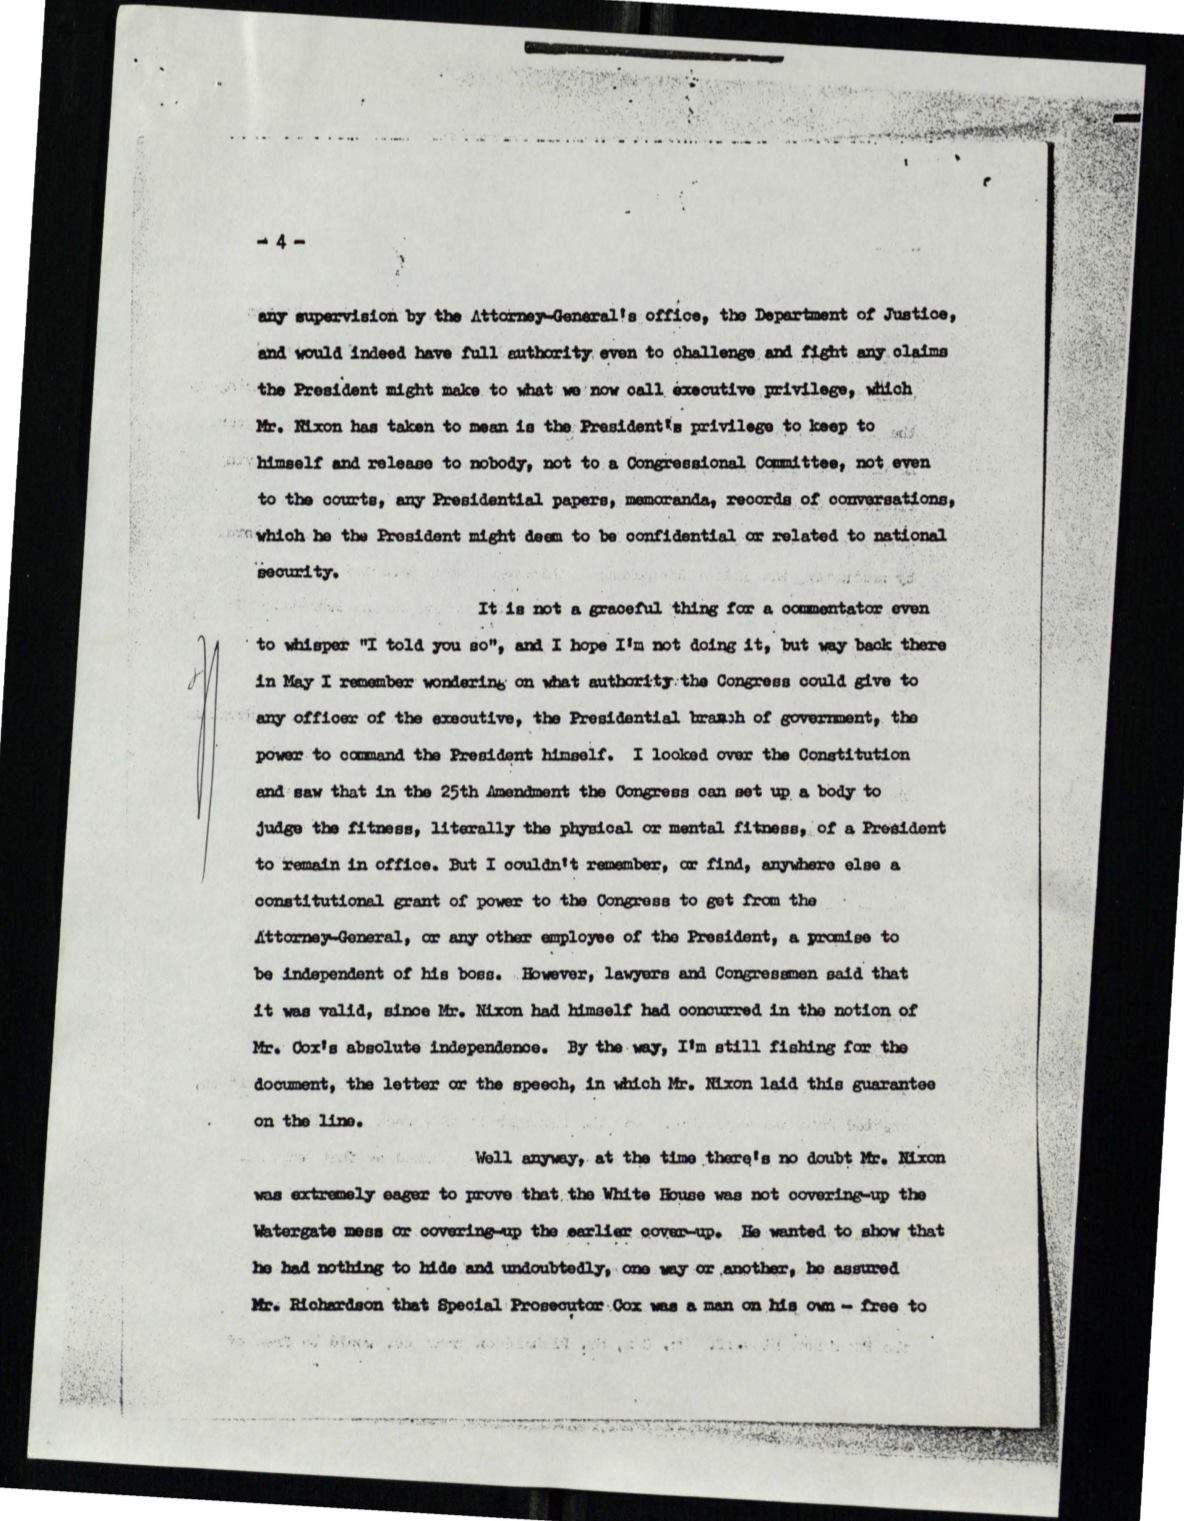 - 4 -
any supervision by the Attorney-General's office, the Department of Justice,
and would indeed have full authority even to challenge and fight any claims
the President might make to what we now call executive privilege, which
Mr. Nixon has taken to mean is the President's privilege to keep to
himself and release to nobody, not to a Congressional Committee, not even
to the courts, any Presidential papers, memoranda, records of conversations,
which he the President might deem to be confidential or related to national
security.
It is not a graceful thing for a commentator even
to whisper "I told you so", and I hope I'm not doing it, but way back there
in May I remember wondering on what authority the Congress could give to
any officer of the executive, the Presidential branch of government, the
power to command the President himself. I looked over the Constitution
and saw that in the 25th Amendment the Congress can set up a body to
judge the fitness, literally the physical or mental fitness, of a President
to remain in office. But I couldn't remember, or find, anywhere else a
constitutional grant of power to the Congress to get from the
Attorney-General, or any other employee of the President, a promise to
be independent of his boss. However, lawyers and Congressmen said that
it was valid, since Mr. Nixon had himself had concurred in the notion of
Mr. Cox's absolute independence. By the way, I'm still fishing for the
document, the letter or the speech, in which Mr. Nixon laid this guarantee
on the line.
Well anyway, at the time there's no doubt Mr. Nixon
was extremely eager to prove that the White House was not covering-up the
Watergate mess or covering-up the earlier cover-up. He wanted to show that
he had nothing to hide and undoubtedly, one way or another, he assured
Mr. Richardson that Special Prosecutor Cox was a man on his own - free to